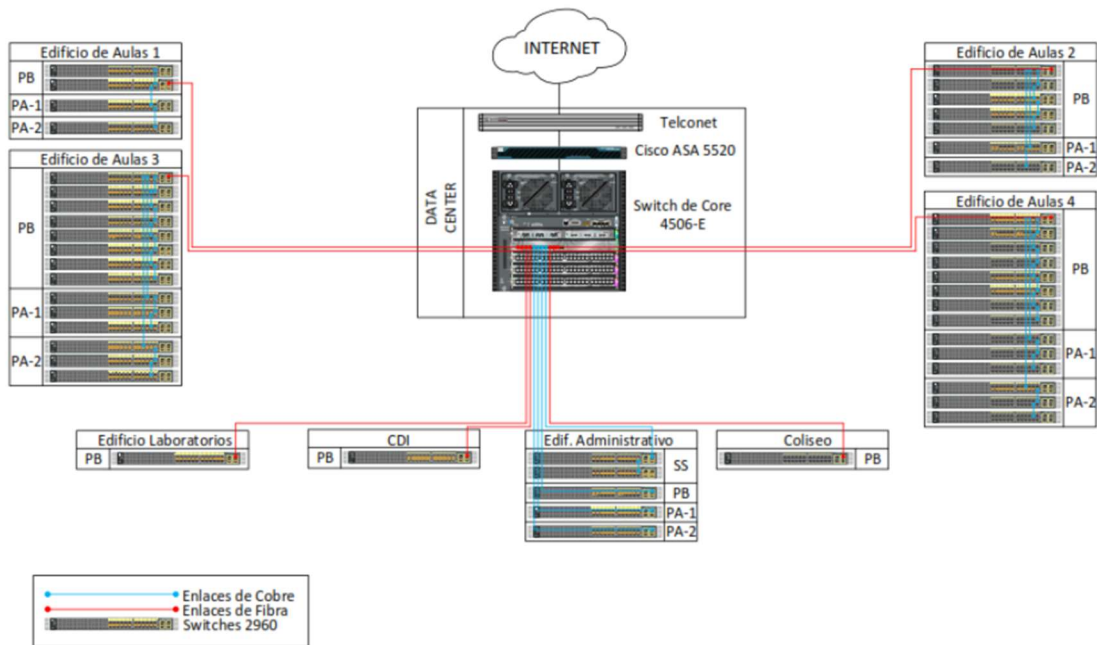 INTERNET
Edificio de Aulas 1
PB
PA-1
PA-2
Edificio de Aulas 3
PB
PA-1
PA-2
DATA
CENTER
Telconet
Cisco ASA 5520
Switch de Core
4506-E
Edificio de Aulas 2
PB
PA-1
PA-2
Edificio de Aulas 4
PB
PA-1
PA-2
Edificio Laboratorios
PB
CDI
PB
Edif. Administrativo
SS
PB
PA-1
PA-2
Coliseo
PB
Enlaces de Cobre
Enlaces de Fibra
Switches 2960